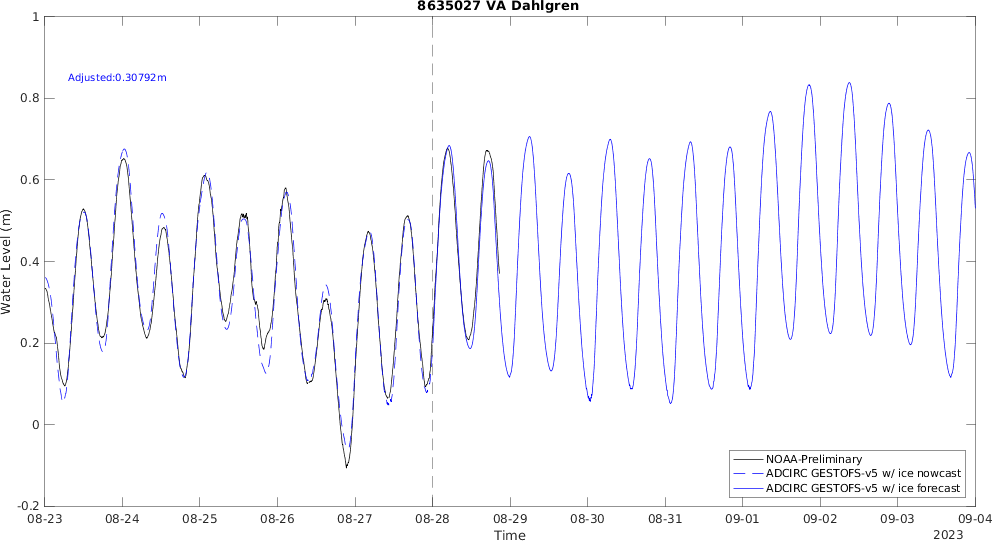 8635027 VA Dahlgren
Adjusted:0.30792m
Water Level (m)
1
0.8
0.6
0.4
0.2
0
-0.2
08-23 08-24 08-25 08-26 08-27 08-28 08-29 08-30 08-31 09-01 09-02 09-03 09-04
Time
2023
NOAA-Preliminary
ADCIRC GESTOFS-v5 w/ ice nowcast
ADCIRC GESTOFS-v5 w/ ice forecast